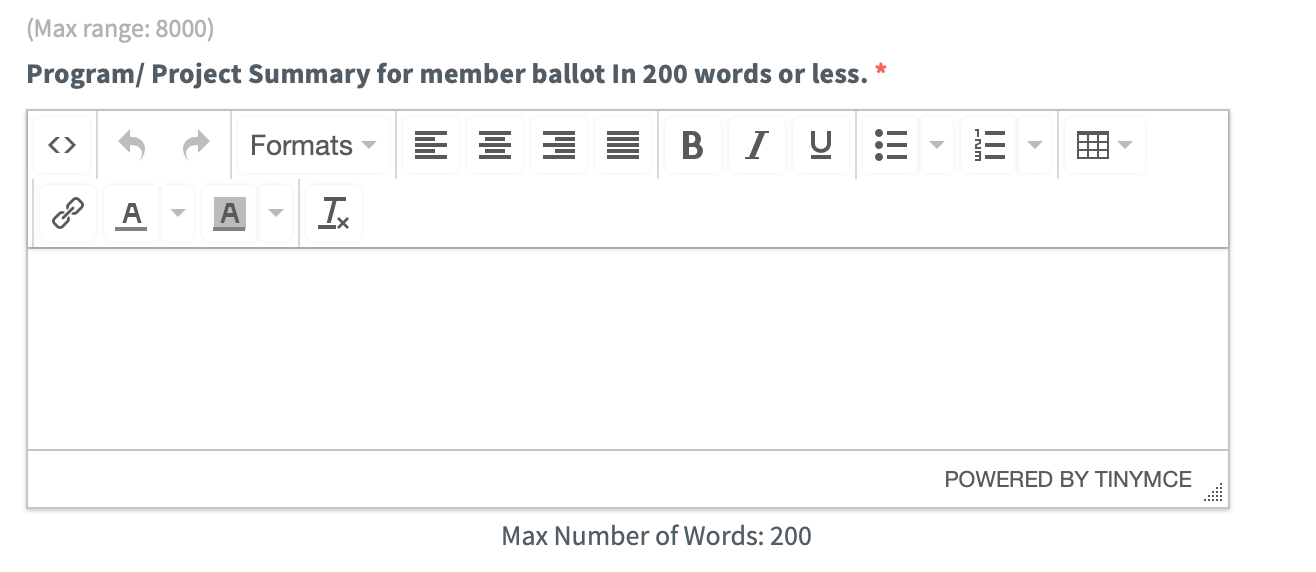 (Max range: 8000)
Program/ Project Summary for member ballot In 200 words or less. *
<> Formats B I U
A A Tx
POWERED BY TINYMCE
Max Number of Words: 200